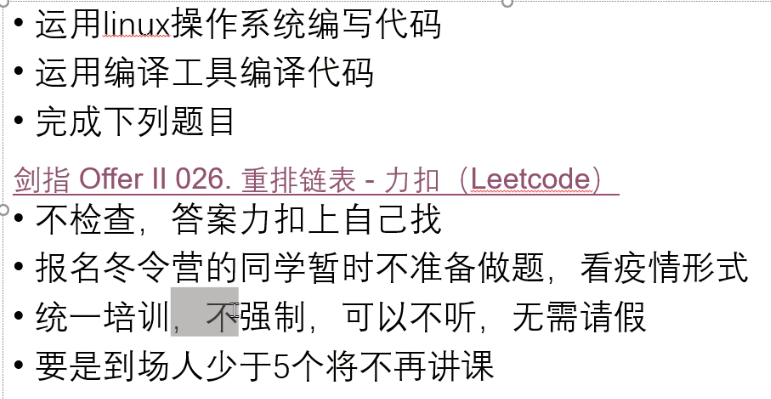 • 运用linux操作系统编写代码
• 运用编译工具编译代码
• 完成下列题目
剑指 Offer II 026. 重排链表 - 力扣（Leetcode）
• 不检查，答案力扣上自己找
• 报名冬令营的同学暂时不准备做题，看疫情形式
• 统一培训，不强制，可以不听，无需请假
• 要是到场人少于5个将不再讲课